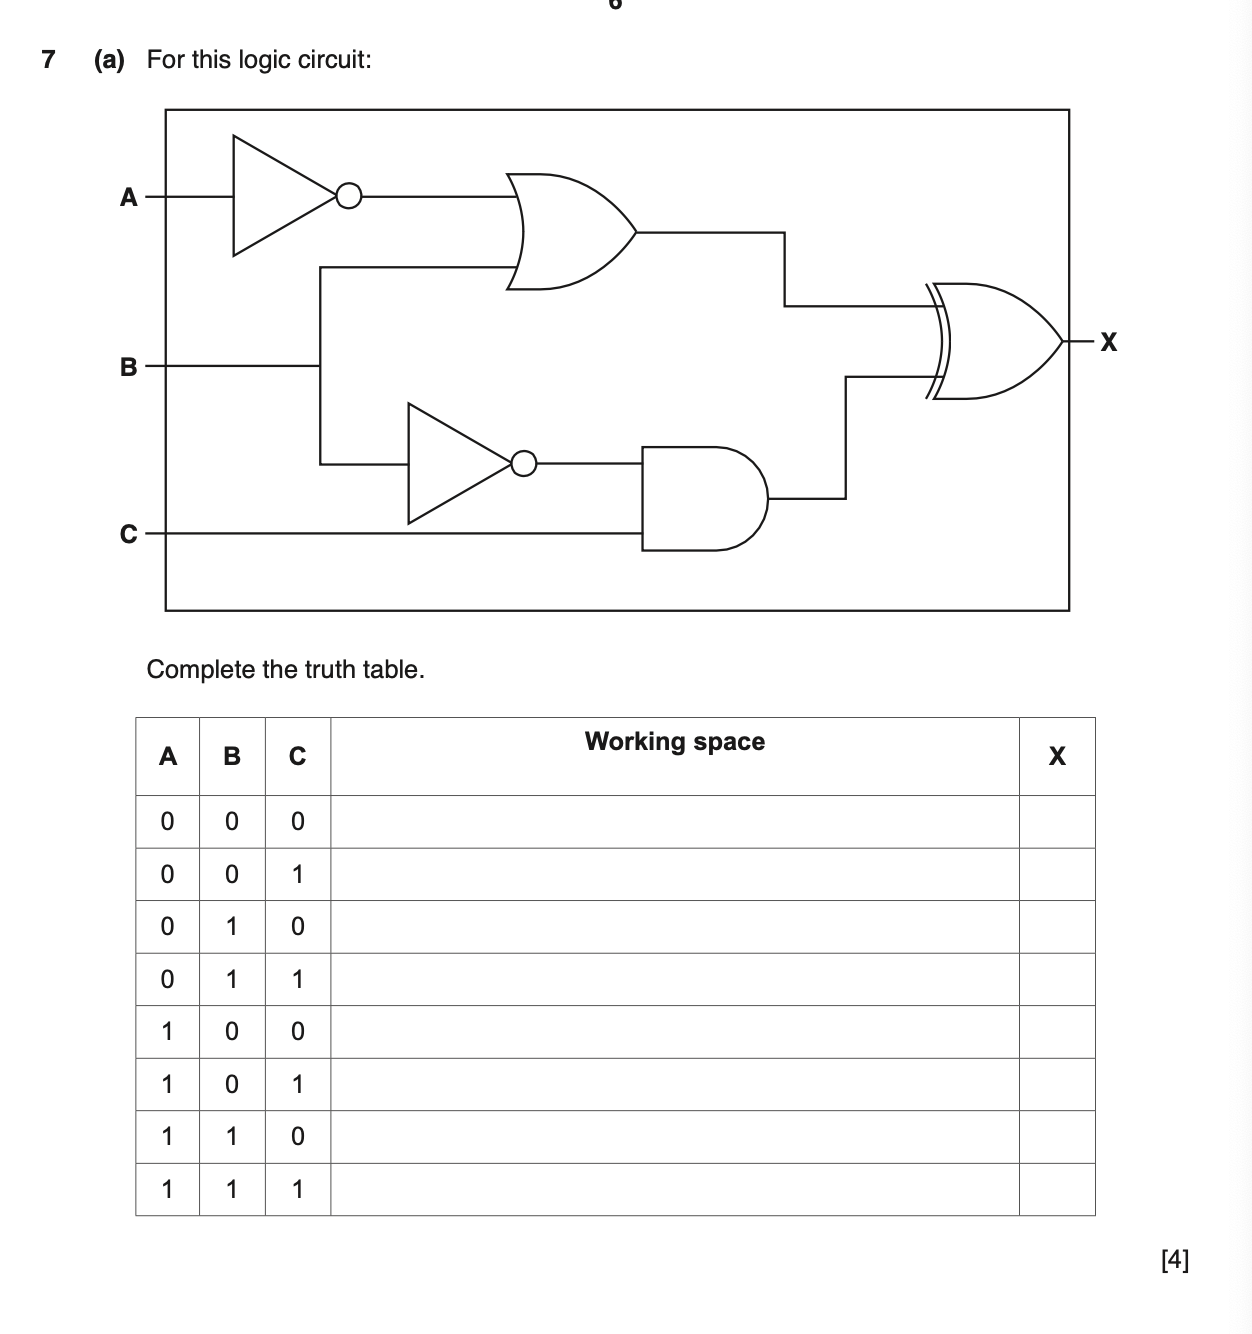 7 (a) For this logic circuit:
A
B
X
C
Complete the truth table.
A B C Working space X
0 0 0
0 0 1
0 1 0
0 1 1
1 0 0
1 0 1
1 1 0
1 1 1
[4]